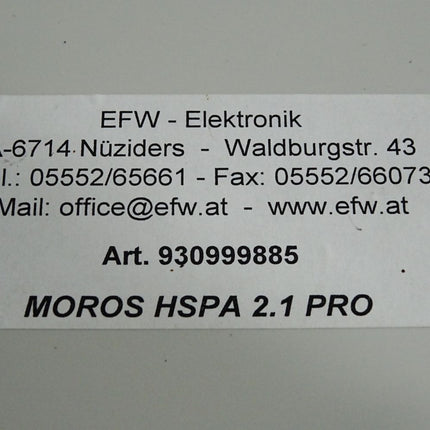 EFW - Elektronik
A-6714 Nüziders - Waldburgstr. 43
l.: 05552/65661 - Fax: 05552/66073
Mail: office@efw.at - www.efw.at
Art. 930999885
MOROS HSPA 2.1 PRO